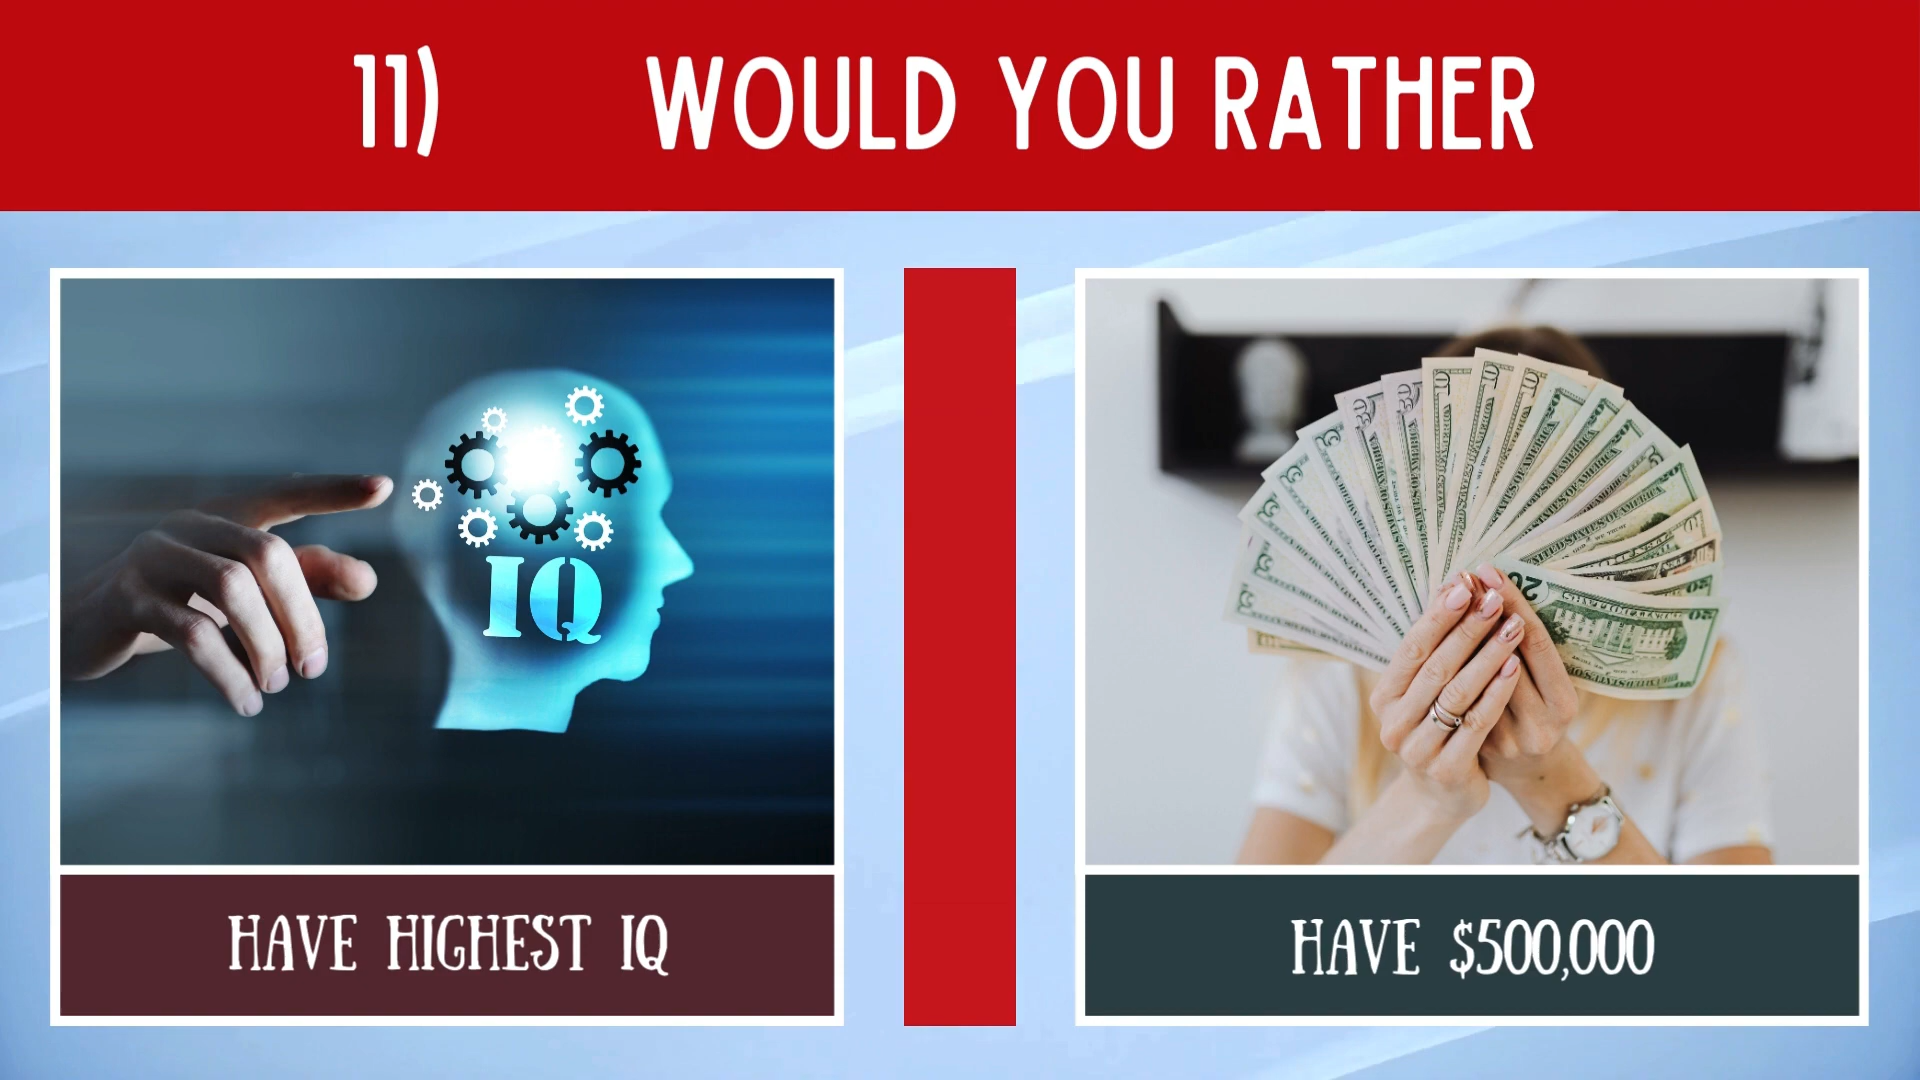 11) WOULD YOU RATHER
IQ
HAVE HIGHEST IQ
HAVE $500,000